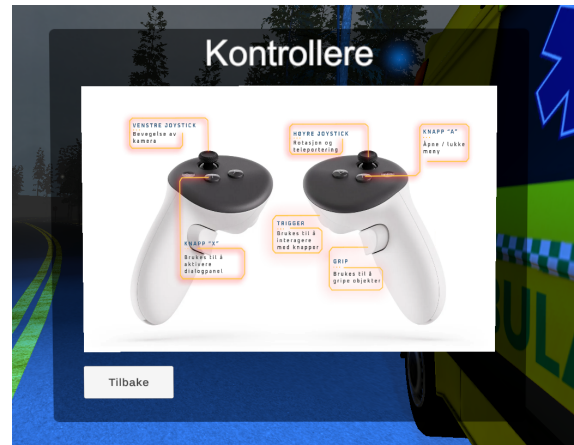 Kontrollere
VENSTRE JOYSTICK
Bevegelse av
kamera
HØYRE JOYSTICK
Rotasjon og
teleportering
KNAPP "A"
Åpne / lukke
meny
KNAPP "X"
Brukes til å
aktivere
dialogpanel
TRIGGER
Brukes til å
interagere
med knapper
GRIP
Brukes til å
gripe objekter
Tilbake
BULA